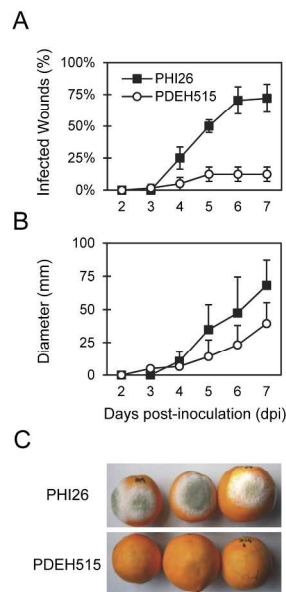 A
Infected Wounds (%)
100%
75%
50%
25%
0%
PHI26
PDEH515
2 3 4 5 6 7
B
Diameter (mm)
100
75
50
25
0
2 3 4 5 6 7
Days post-inoculation (dpi)
C
PHI26
PDEH515